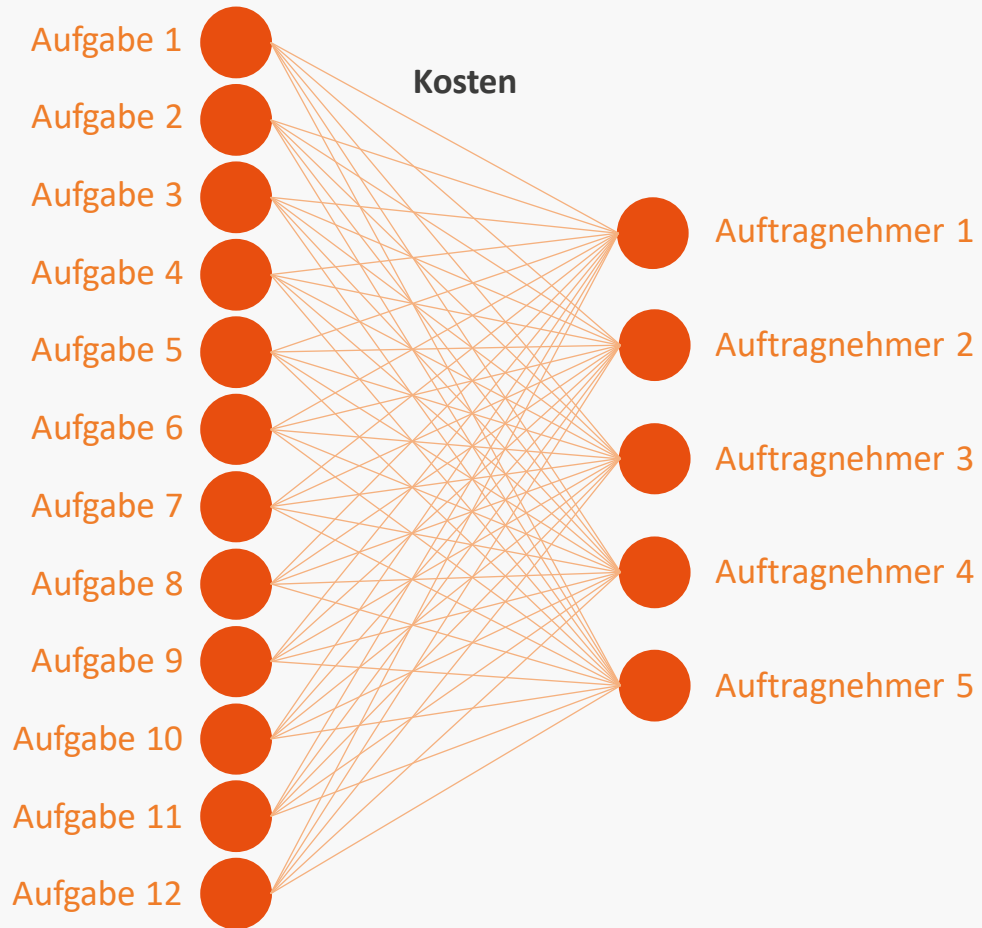 Aufgabe 1
Kosten
Aufgabe 2
Aufgabe 3
Auftragnehmer 1
Aufgabe 4
Auftragnehmer 2
Aufgabe 5
Aufgabe 6
Auftragnehmer 3
Aufgabe 7
Auftragnehmer 4
Aufgabe 8
Aufgabe 9
Auftragnehmer 5
Aufgabe 10
Aufgabe 11
Aufgabe 12